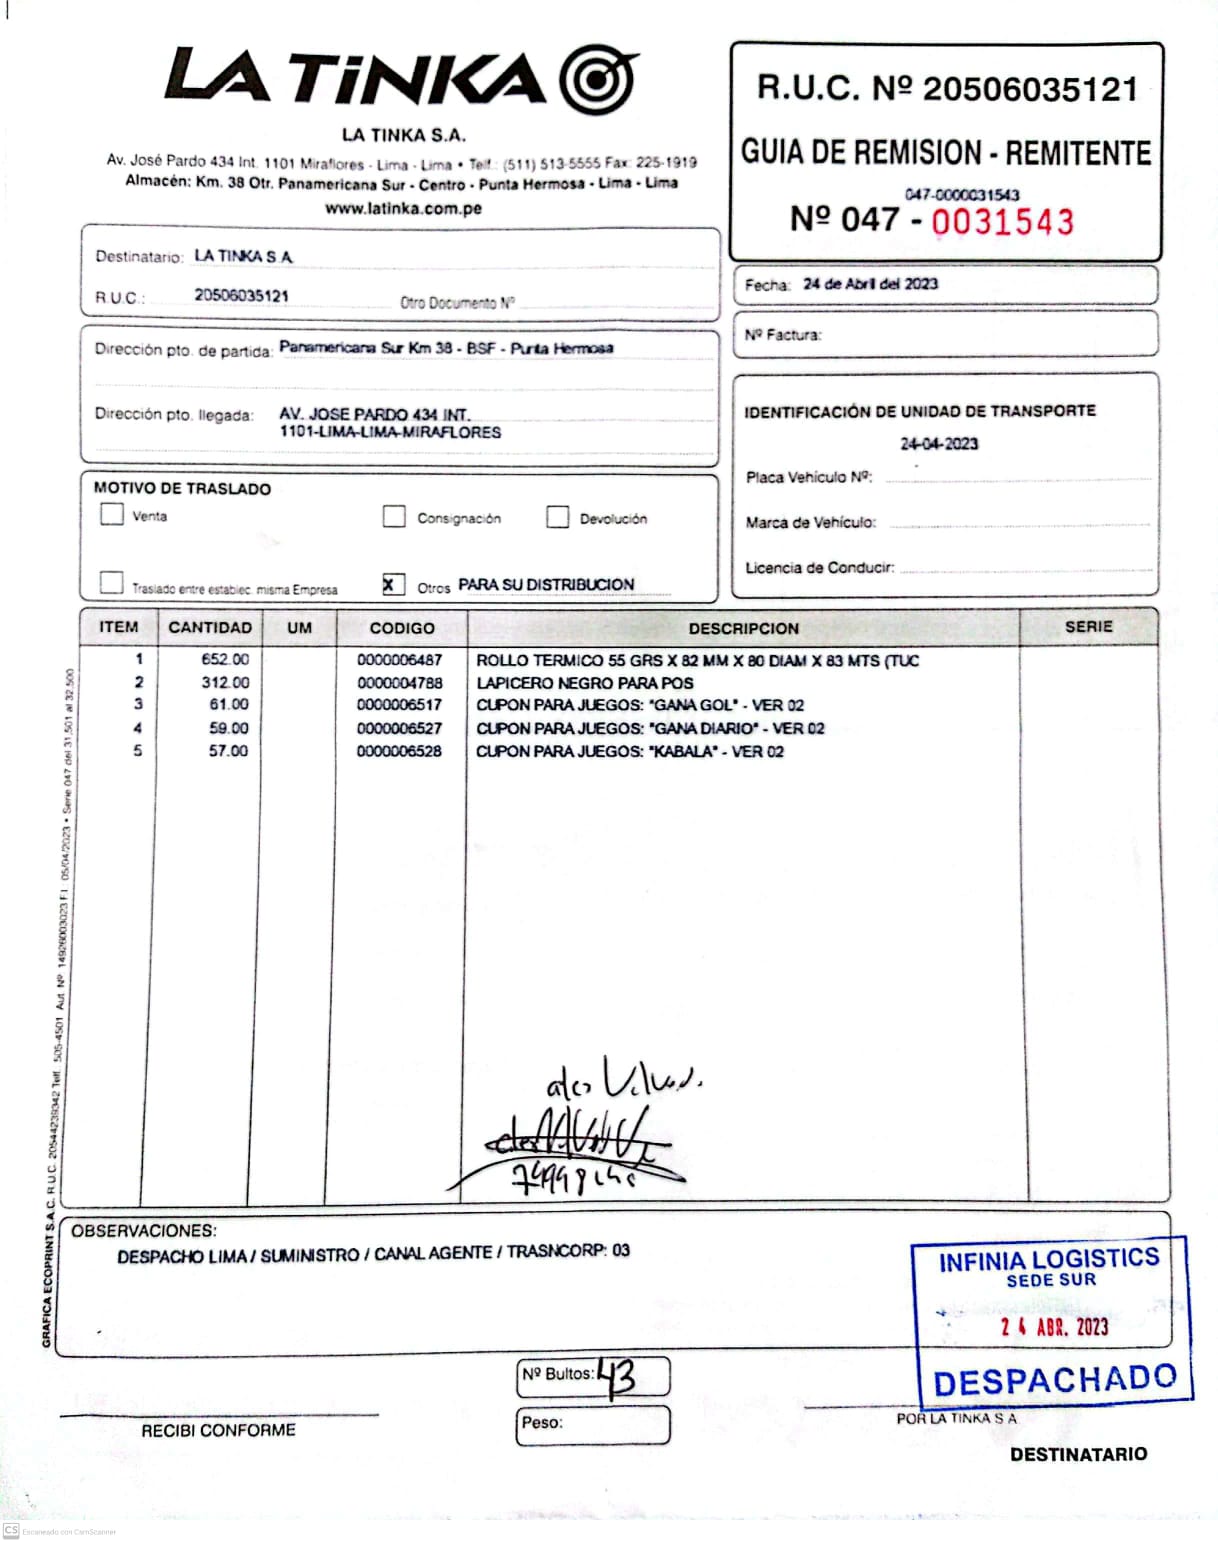 LA TiNKA
LA TINKA S.A.
Av. José Pardo 434 Int. 1101 Miraflores - Lima - Lima • Telf.: (511) 513-5555 Fax: 225-1919
Almacén: Km. 38 Otr. Panamericana Sur - Centro - Punta Hermosa - Lima - Lima
www.latinka.com.pe
R.U.C. Nº 20506035121
GUIA DE REMISION - REMITENTE
047-0000031543
Nº 047 - 0031543
Destinatario: LA TINKA S A.
R.U.C.: 20506035121 Otro Documento Nº
Fecha: 24 de Abril del 2023
Nº Factura:
Dirección pto. de partida: Panamericana Sur Km 38 - BSF - Punta Hermosa
Dirección pto. llegada: AV. JOSE PARDO 434 INT.
1101-LIMA-LIMA-MIRAFLORES
IDENTIFICACIÓN DE UNIDAD DE TRANSPORTE
24-04-2023
Placa Vehículo Nº:
Marca de Vehículo:
Licencia de Conducir:
MOTIVO DE TRASLADO
Venta Consignación Devolución
Traslado entre establec. misma Empresa X Otros PARA SU DISTRIBUCION
ITEM CANTIDAD UM CODIGO DESCRIPCION SERIE
1 652.00 0000006487 ROLLO TERMICO 55 GRS X 82 MM X 80 DIAM X 83 MTS (TUC
2 312.00 0000004788 LAPICERO NEGRO PARA POS
3 61.00 0000006517 CUPON PARA JUEGOS: "GANA GOL" - VER 02
4 59.00 0000006527 CUPON PARA JUEGOS: "GANA DIARIO" - VER 02
5 57.00 0000006528 CUPON PARA JUEGOS: "KABALA" - VER 02
GRAFICA ECOPRINT S.A.C. R.U.C. 20544239342 Telf. 505-4501 Aut. Nº 14926003023 F.I. 05/04/2023 • Serie 047 del 31,501 al 32,500
OBSERVACIONES:
DESPACHO LIMA / SUMINISTRO / CANAL AGENTE / TRASNCORP: 03
INFINIA LOGISTICS
SEDE SUR
24 ABR. 2023
DESPACHADO
Nº Bultos: 43
Peso:
RECIBI CONFORME
POR LA TINKA S A
DESTINATARIO
CS Escaneado con CamScanner